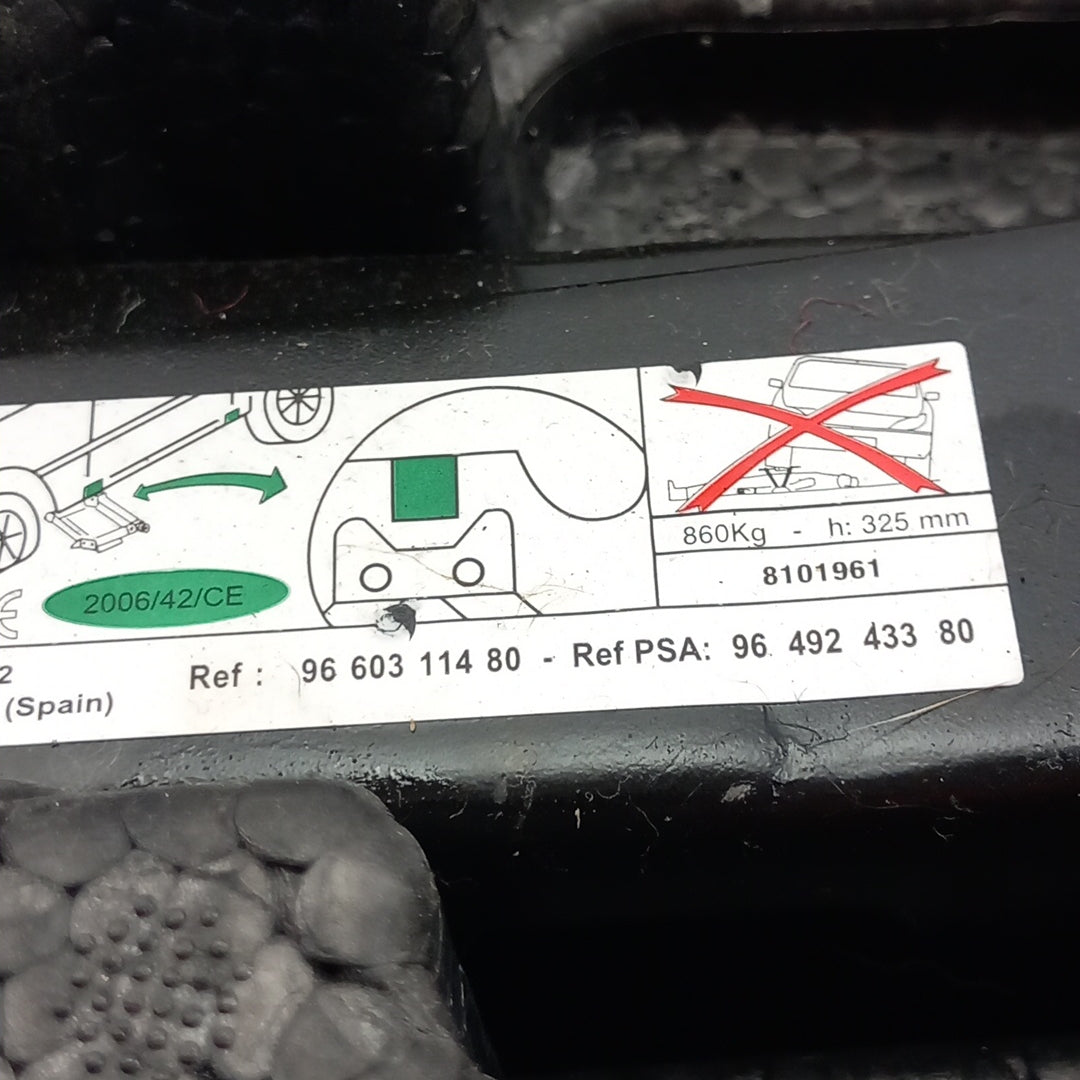 860Kg - h: 325 mm
8101961
CE 2006/42/CE
2 Ref : 96 603 114 80 - Ref PSA: 96 492 433 80
(Spain)